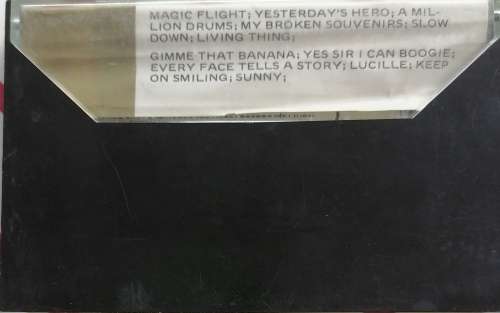 MAGIC FLIGHT; YESTERDAY'S HERO; A MIL-
LION DRUMS; MY BROKEN SOUVENIRS; SLOW
DOWN; LIVING THING;
GIMME THAT BANANA; YES SIR I CAN BOOGIE;
EVERY FACE TELLS A STORY; LUCILLE; KEEP
ON SMILING; SUNNY;